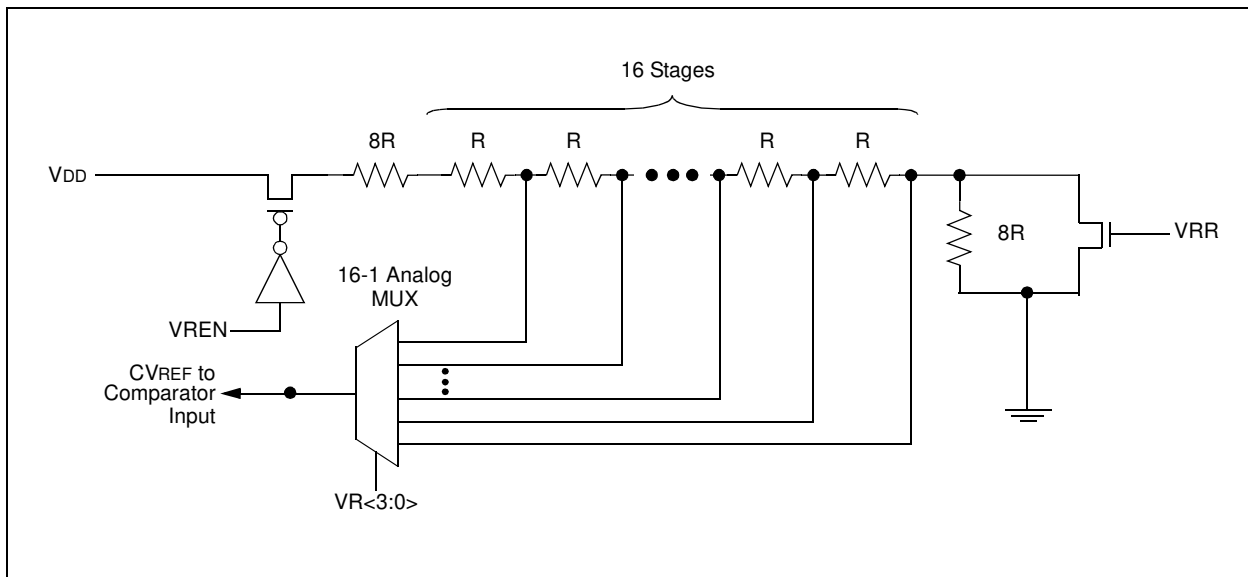 16 Stages
8R R R R R
VDD
8R
VRR
16-1 Analog
MUX
VREN
CVREF to
Comparator
Input
VR<3:0>